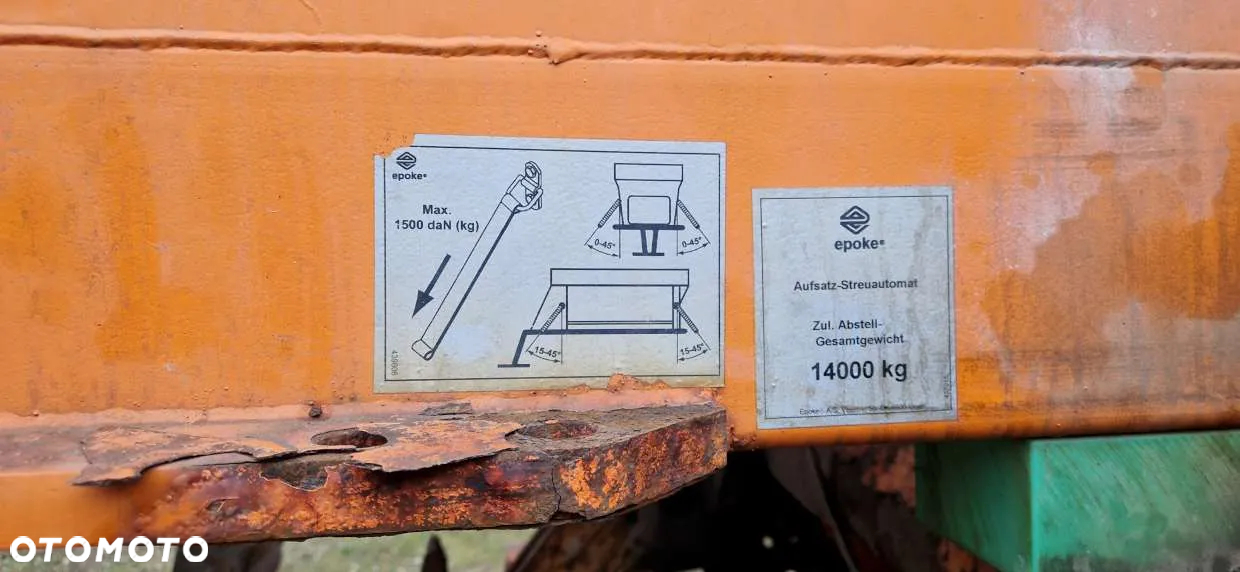 epoke®
Max.
1500 daN (kg)
0-45°
0-45°
15-45°
15-45°
epoke®
Aufsatz-Streuautomat
Zul. Abstell-
Gesamtgewicht
14000 kg
Epoke A/S
OTOMOTO